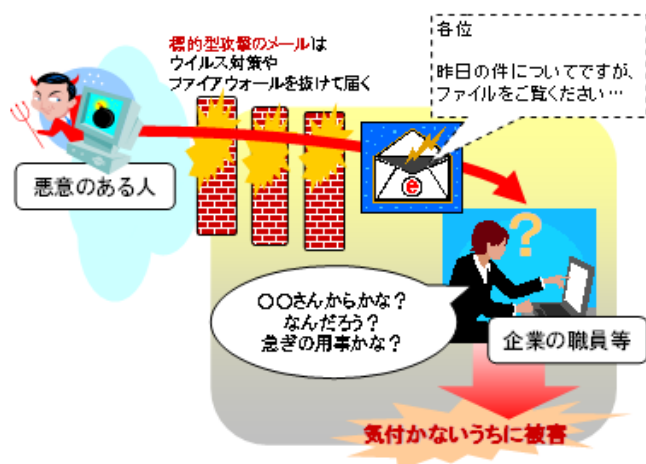 標的型攻撃のメールは
ウイルス対策や
ファイアウォールを抜けて届く
各位
昨日の件についてですが、
ファイルをご覧ください…
悪意のある人
e
?
〇〇さんからかな?
なんだろう?
急ぎの用事かな?
企業の職員等
気付かないうちに被害